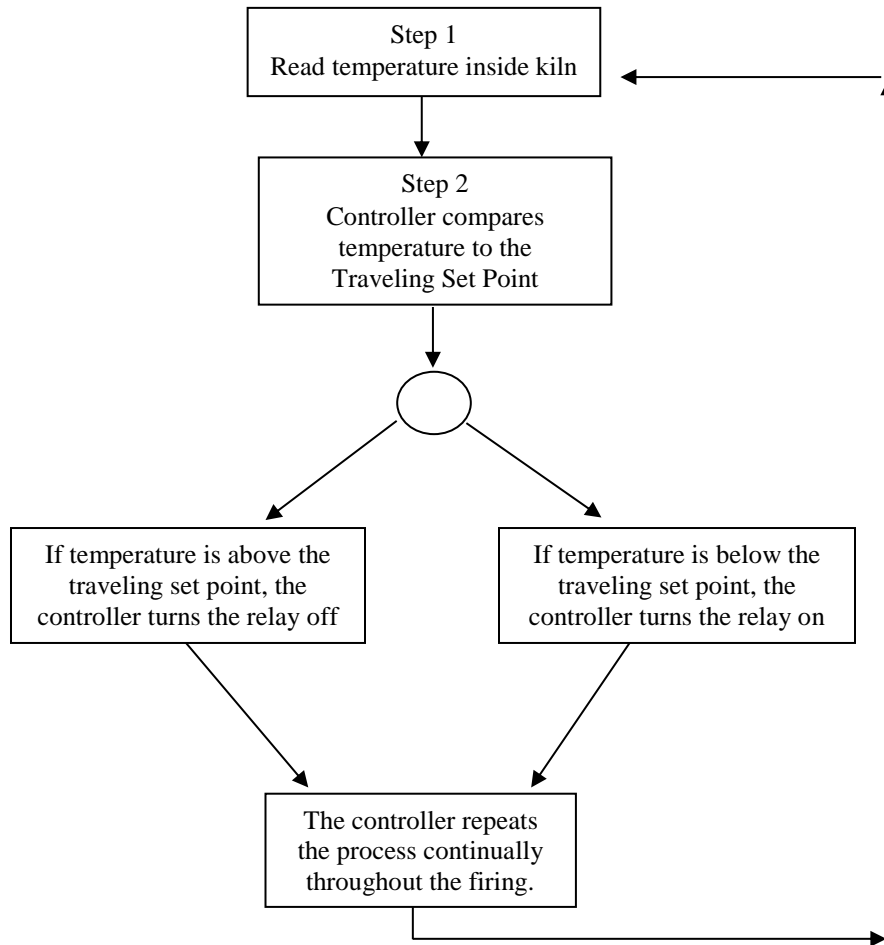 Step 1
Read temperature inside kiln
Step 2
Controller compares
temperature to the
Traveling Set Point
If temperature is above the
traveling set point, the
controller turns the relay off
If temperature is below the
traveling set point, the
controller turns the relay on
The controller repeats
the process continually
throughout the firing.